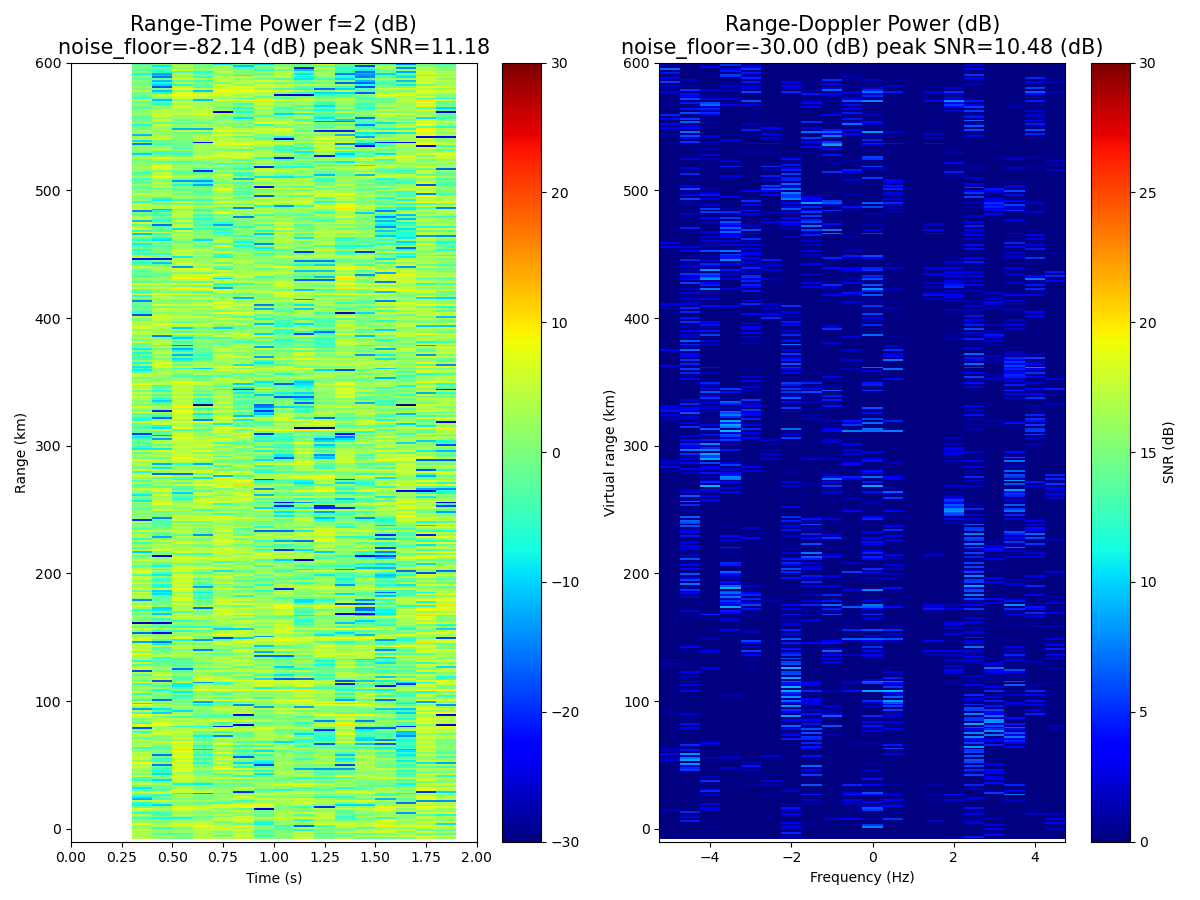 Range-Time Power f=2 (dB)
noise_floor=-82.14 (dB) peak SNR=11.18
Range-Doppler Power (dB)
noise_floor=-30.00 (dB) peak SNR=10.48 (dB)
600
500
400
300
200
100
0
Range (km)
0.00 0.25 0.50 0.75 1.00 1.25 1.50 1.75 2.00
Time (s)
30
20
10
0
−10
−20
−30
600
500
400
300
200
100
0
Virtual range (km)
−4 −2 0 2 4
Frequency (Hz)
30
25
20
15
10
5
0
SNR (dB)